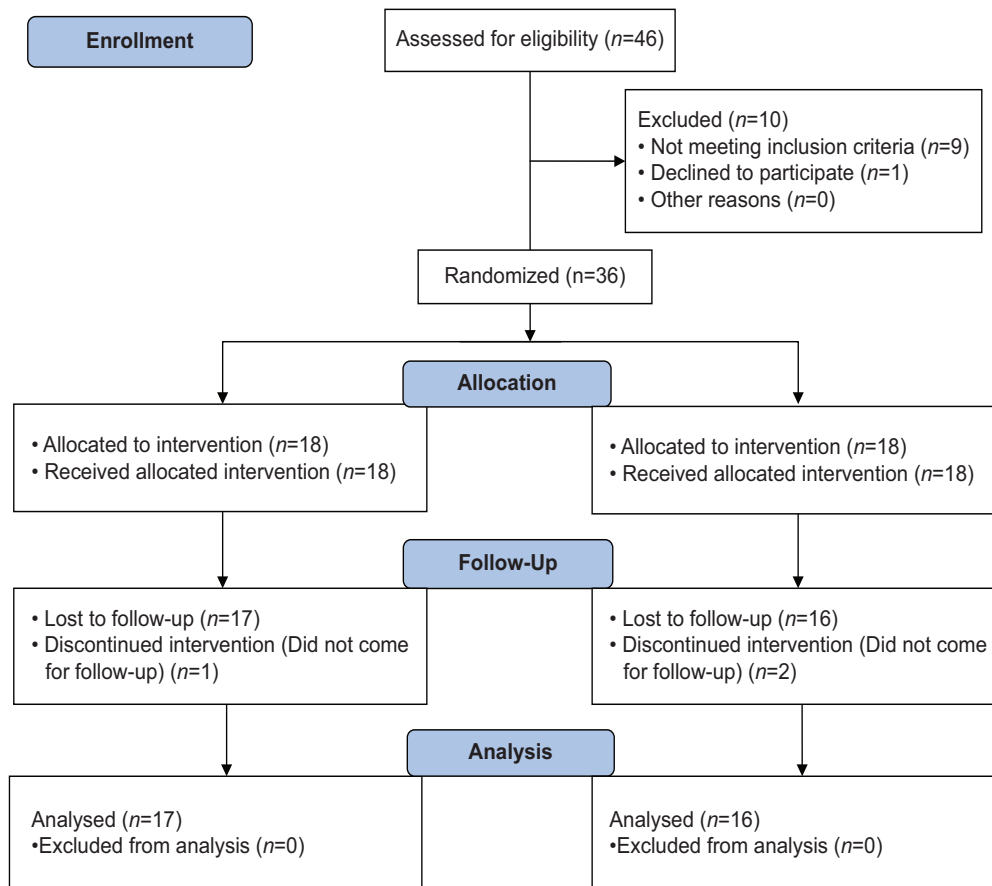 Enrollment
Assessed for eligibility (n=46)
Excluded (n=10)
• Not meeting inclusion criteria (n=9)
• Declined to participate (n=1)
• Other reasons (n=0)
Randomized (n=36)
Allocation
• Allocated to intervention (n=18)
• Received allocated intervention (n=18)
• Allocated to intervention (n=18)
• Received allocated intervention (n=18)
Follow-Up
• Lost to follow-up (n=17)
• Discontinued intervention (Did not come
for follow-up) (n=1)
• Lost to follow-up (n=16)
• Discontinued intervention (Did not come
for follow-up) (n=2)
Analysis
Analysed (n=17)
•Excluded from analysis (n=0)
Analysed (n=16)
•Excluded from analysis (n=0)